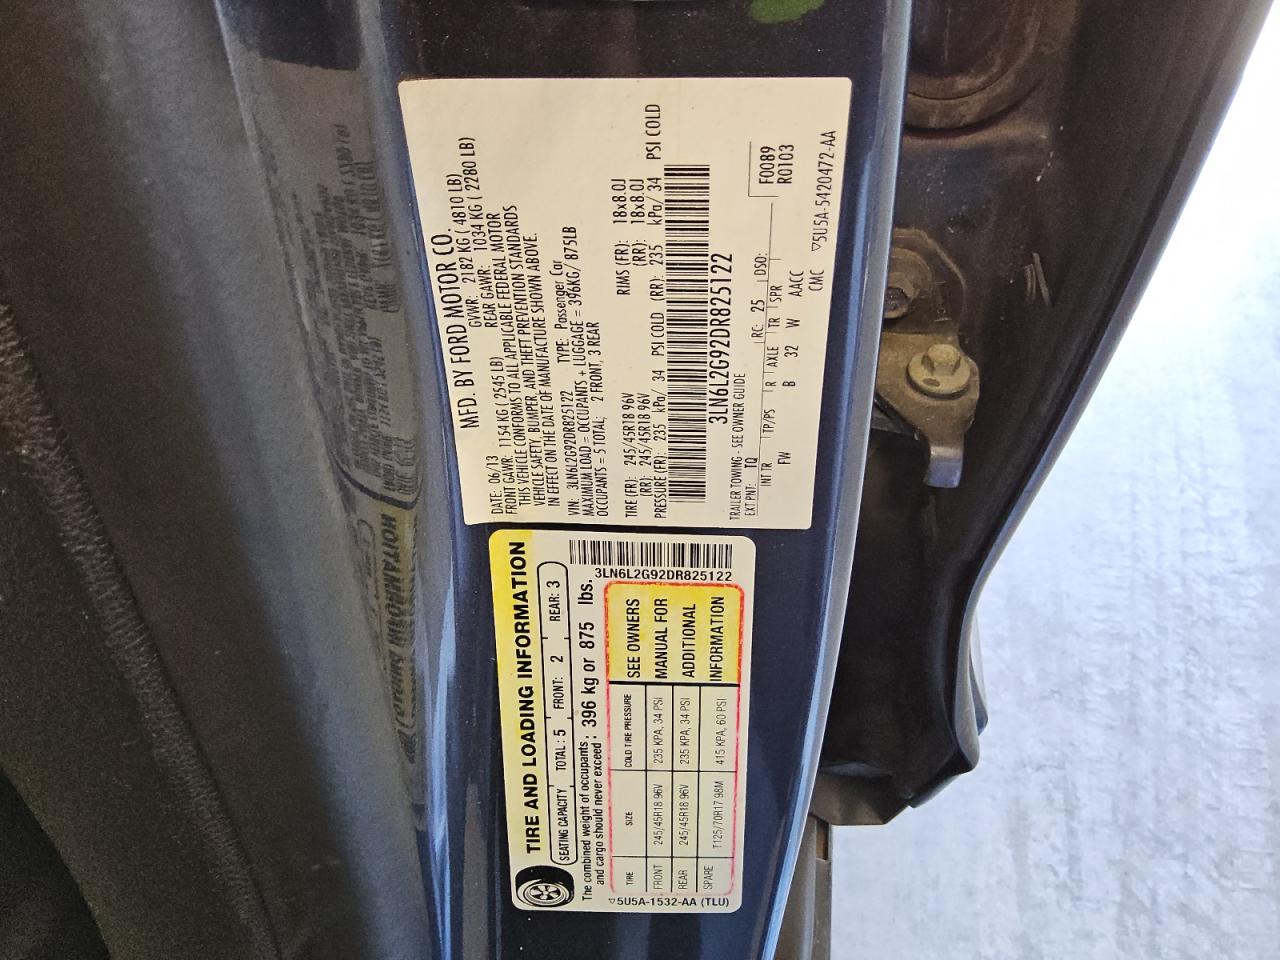 MFD. BY FORD MOTOR CO.
DATE: 06/13 GVWR: 2182 KG ( 4810 LB)
FRONT GAWR: 1154 KG ( 2545 LB) REAR GAWR: 1034 KG ( 2280 LB)
THIS VEHICLE CONFORMS TO ALL APPLICABLE FEDERAL MOTOR
VEHICLE SAFETY, BUMPER, AND THEFT PREVENTION STANDARDS
IN EFFECT ON THE DATE OF MANUFACTURE SHOWN ABOVE.
VIN: 3LN6L2G92DR825122 TYPE: Passenger Car
MAXIMUM LOAD = OCCUPANTS + LUGGAGE = 396KG/ 875LB
OCCUPANTS = 5 TOTAL; 2 FRONT, 3 REAR
TIRE (FR): 245/45R18 96V RIMS (FR): 18x8.0J
(RR): 245/45R18 96V (RR): 18x8.0J
PRESSURE (FR): 235 kPa/ 34 PSI COLD (RR): 235 kPa/ 34 PSI COLD
3LN6L2G92DR825122
TRAILER TOWING - SEE OWNER GUIDE
EXT PNT: TQ RC: 25 DSO:
INT TR TP/PS R AXLE TR SPR
FW B 32 W AACC
CMC
F0089
R0103
▽5U5A-5420472-AA
TIRE AND LOADING INFORMATION
SEATING CAPACITY TOTAL: 5 FRONT: 2 REAR: 3
The combined weight of occupants and cargo should never exceed : 396 kg or 875 lbs.
3LN6L2G92DR825122
TIRE SIZE COLD TIRE PRESSURE
FRONT 245/45R18 96V 235 KPA, 34 PSI
REAR 245/45R18 96V 235 KPA, 34 PSI
SPARE T125/70R17 98M 415 KPA, 60 PSI
SEE OWNERS
MANUAL FOR
ADDITIONAL
INFORMATION
▽5U5A-1532-AA (TLU)